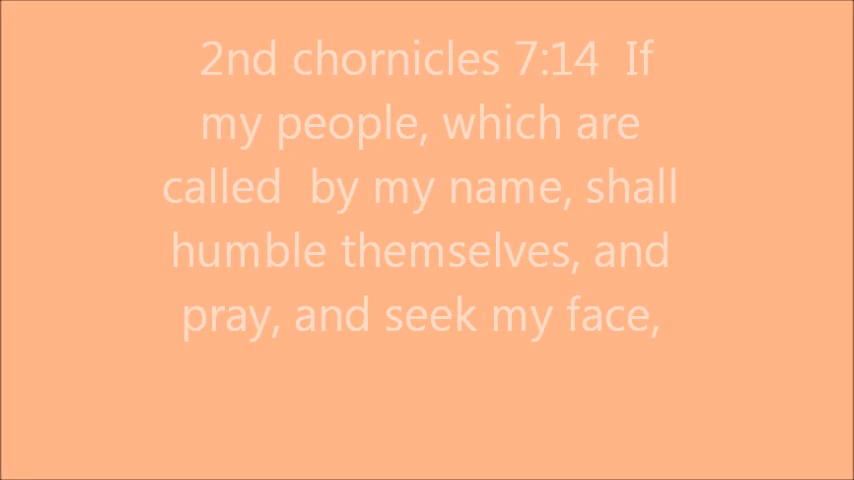 2nd chornicles 7:14  If
my people, which are
called  by my name, shall
humble themselves, and
pray, and seek my face,